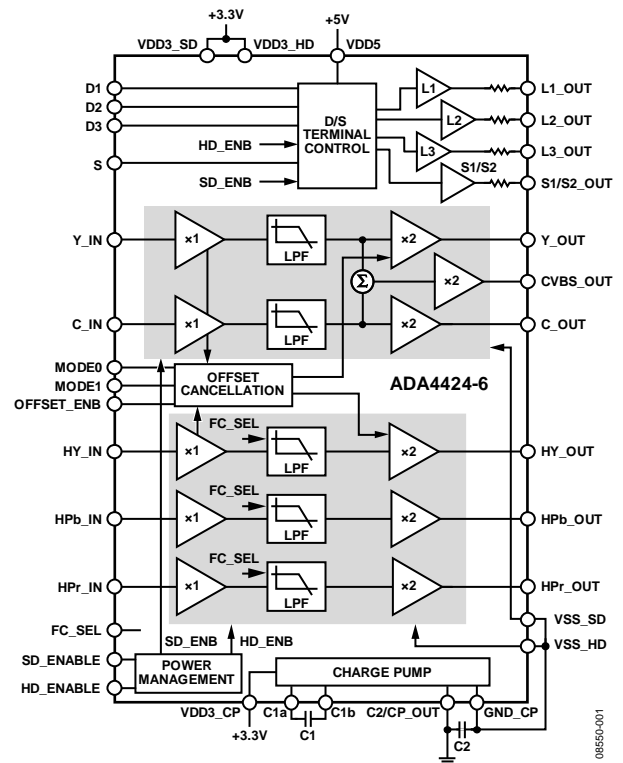 +3.3V
+5V
VDD3_SD
VDD3_HD
VDD5
D1
D2
D3
S
HD_ENB
SD_ENB
D/S
TERMINAL
CONTROL
L1
L2
L3
S1/S2
L1_OUT
L2_OUT
L3_OUT
S1/S2_OUT
Y_IN
×1
LPF
×2
Y_OUT
Σ
×2
CVBS_OUT
C_IN
×1
LPF
×2
C_OUT
MODE0
MODE1
OFFSET_ENB
OFFSET
CANCELLATION
ADA4424-6
FC_SEL
HY_IN
×1
LPF
×2
HY_OUT
FC_SEL
HPb_IN
×1
LPF
×2
HPb_OUT
FC_SEL
HPr_IN
×1
LPF
×2
HPr_OUT
FC_SEL
SD_ENB
HD_ENB
VSS_SD
VSS_HD
SD_ENABLE
HD_ENABLE
POWER
MANAGEMENT
CHARGE PUMP
VDD3_CP
C1a
C1b
C2/CP_OUT
GND_CP
+3.3V
C1
C2
08550-001